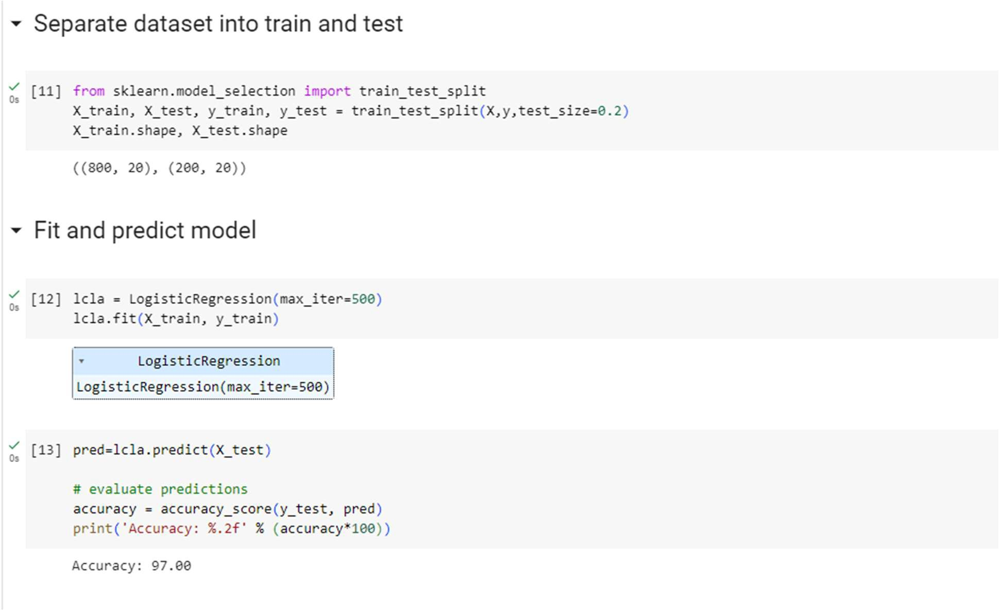 Separate dataset into train and test
0s
[11] from sklearn.model_selection import train_test_split
X_train, X_test, y_train, y_test = train_test_split(X,y,test_size=0.2)
X_train.shape, X_test.shape
((800, 20), (200, 20))
Fit and predict model
0s
[12] lcla = LogisticRegression(max_iter=500)
lcla.fit(X_train, y_train)
LogisticRegression
LogisticRegression(max_iter=500)
0s
[13] pred=lcla.predict(X_test)
# evaluate predictions
accuracy = accuracy_score(y_test, pred)
print('Accuracy: %.2f' % (accuracy*100))
Accuracy: 97.00